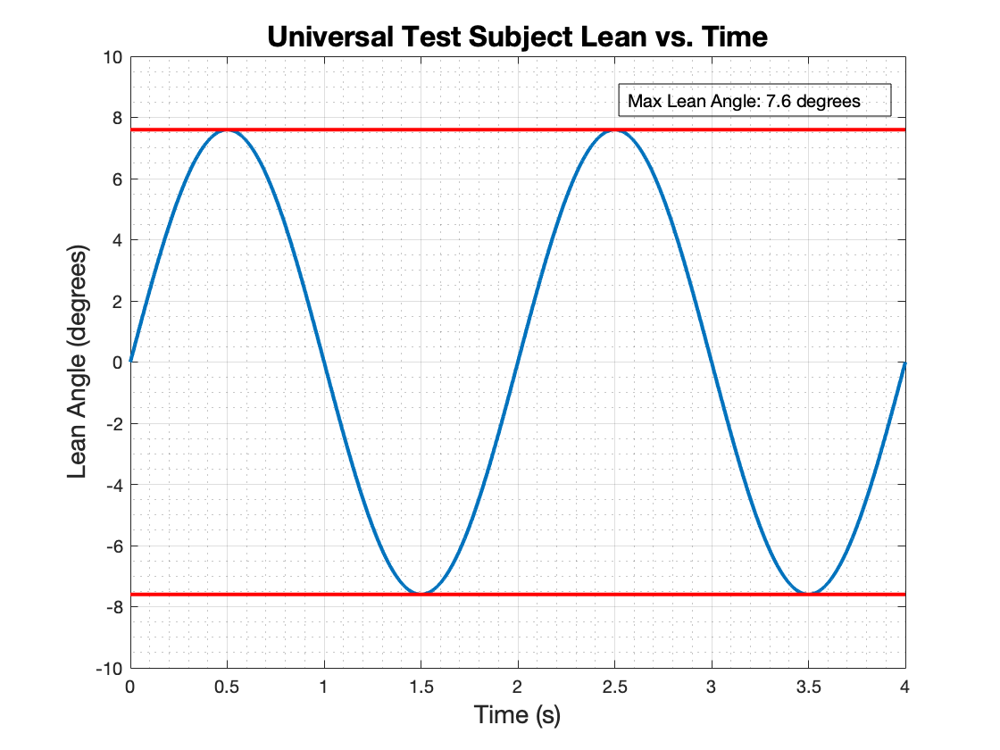 Universal Test Subject Lean vs. Time
Max Lean Angle: 7.6 degrees
10
8
6
4
2
0
-2
-4
-6
-8
-10
Lean Angle (degrees)
0 0.5 1 1.5 2 2.5 3 3.5 4
Time (s)